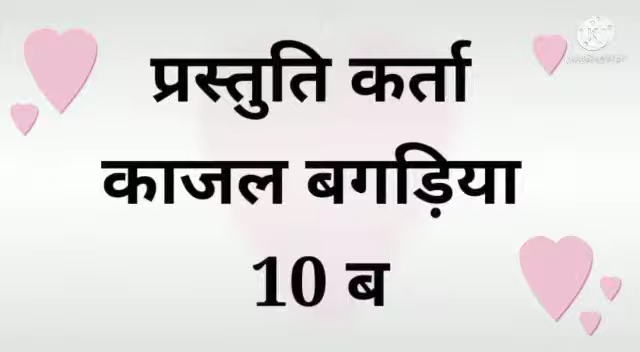 प्रस्तुति कर्ता
काजल बगड़िया
10 ब